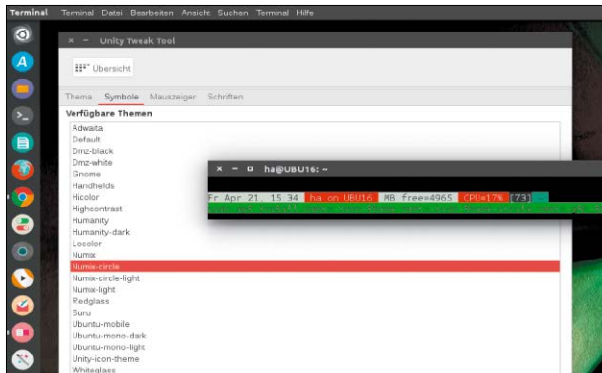 Terminal Terminal Datei Bearbeiten Ansicht Suchen Terminal Hilfe
Unity Tweak Tool
Übersicht
Thema Symbole Mauszeiger Schriften
Verfügbare Themen
Adwaita
Default
Dmz-black
Dmz-white
Gnome
Handhelds
Hicolor
Highcontrast
Humanity
Humanity-dark
Locolor
Numix
Numix-circle
Numix-circle-light
Numix-light
Redglass
Suru
Ubuntu-mobile
Ubuntu-mono-dark
Ubuntu-mono-light
Unity-icon-theme
Whiteglass
ha@UBU16: ~
Fr Apr 21, 15 34 ha on UBU16 MB free=4965 CPU=17% [73] ~